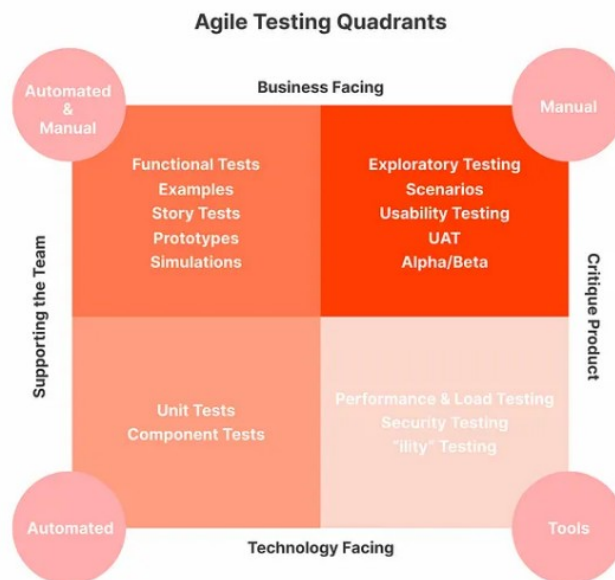 Agile Testing Quadrants
Business Facing
Automated
&
Manual
Manual
Functional Tests
Examples
Story Tests
Prototypes
Simulations
Exploratory Testing
Scenarios
Usability Testing
UAT
Alpha/Beta
Supporting the Team
Critique Product
Unit Tests
Component Tests
Performance & Load Testing
Security Testing
"ility" Testing
Automated
Tools
Technology Facing